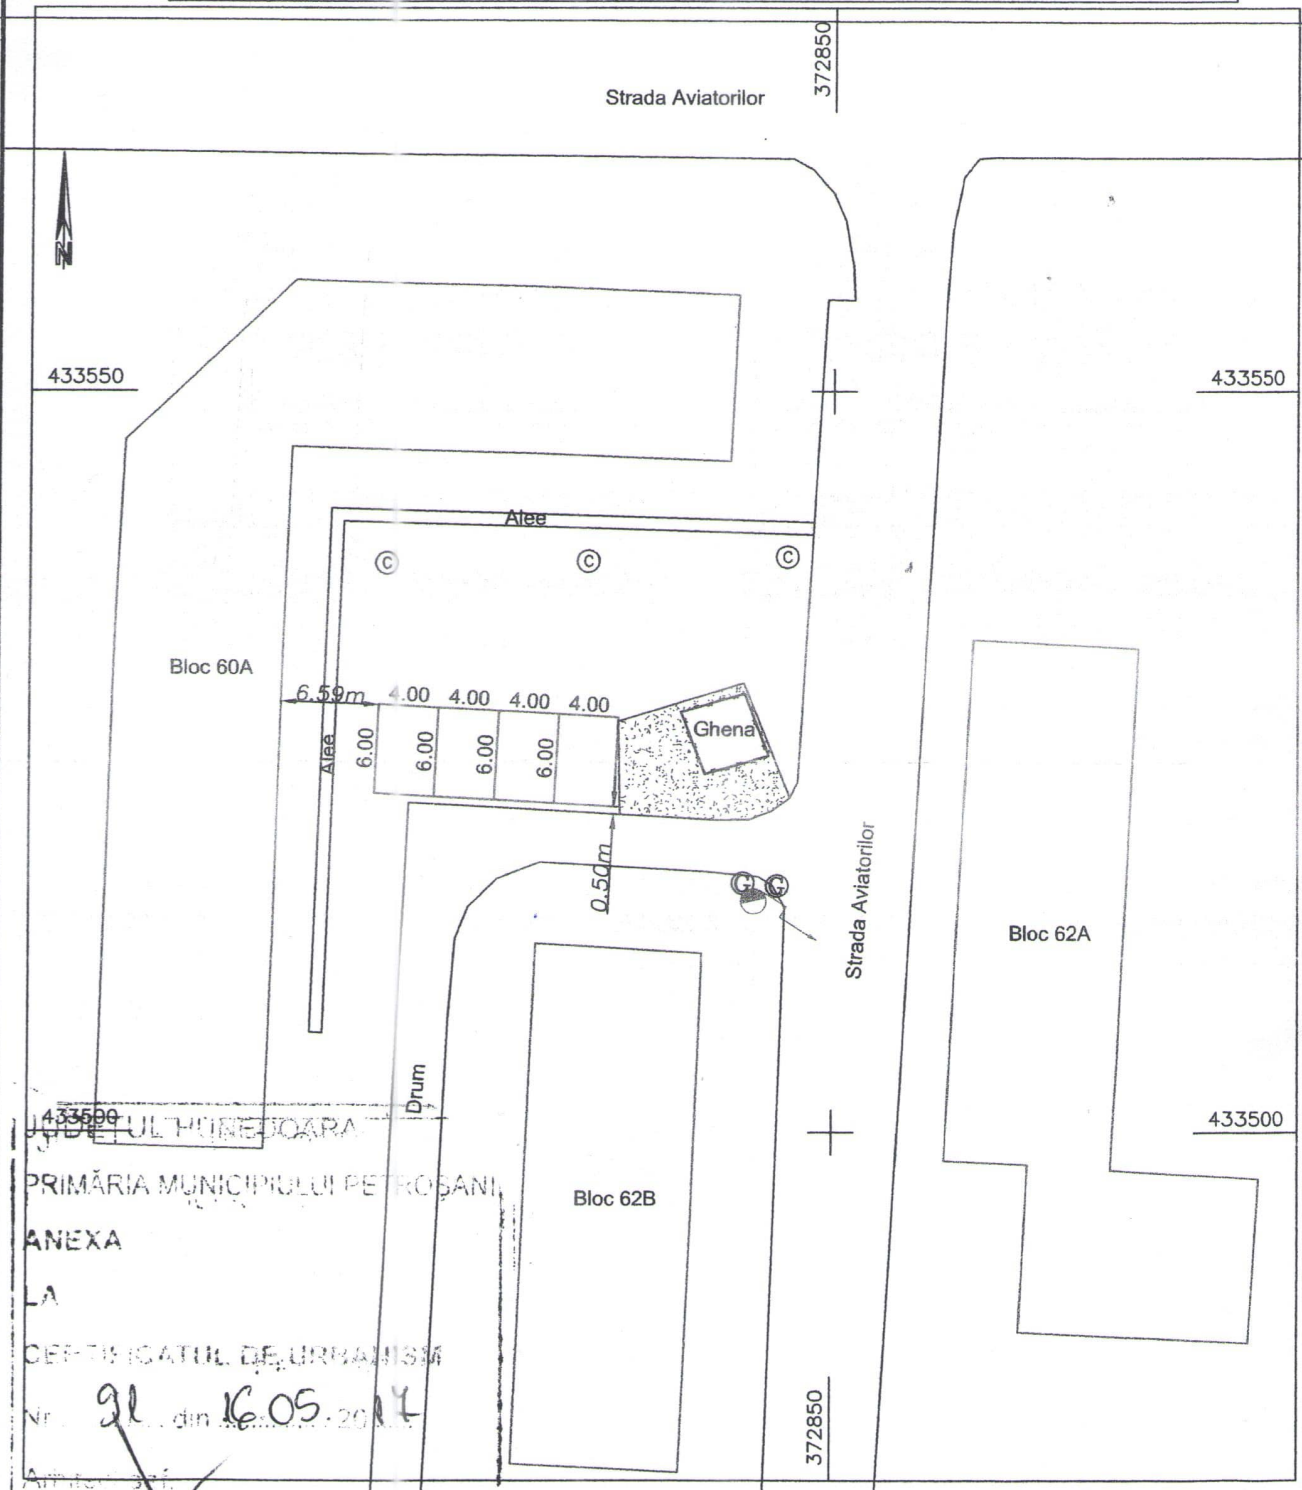 372850
Strada Aviatorilor
N
433550
433550
Alee
C
C
C
Bloc 60A
6.59m
4.00
4.00
4.00
4.00
Ghena
Alee
6.00
6.00
6.00
6.00
0.50m
G
G
Strada Aviatorilor
Bloc 62A
Drum
433500
433500
JUDEȚUL HUNEDOARA
PRIMĂRIA MUNICIPIULUI PETROȘANI
Bloc 62B
ANEXA
LA
CERTIFICATUL DE URBANISM
Nr. 91 din 16.05.2017
372850